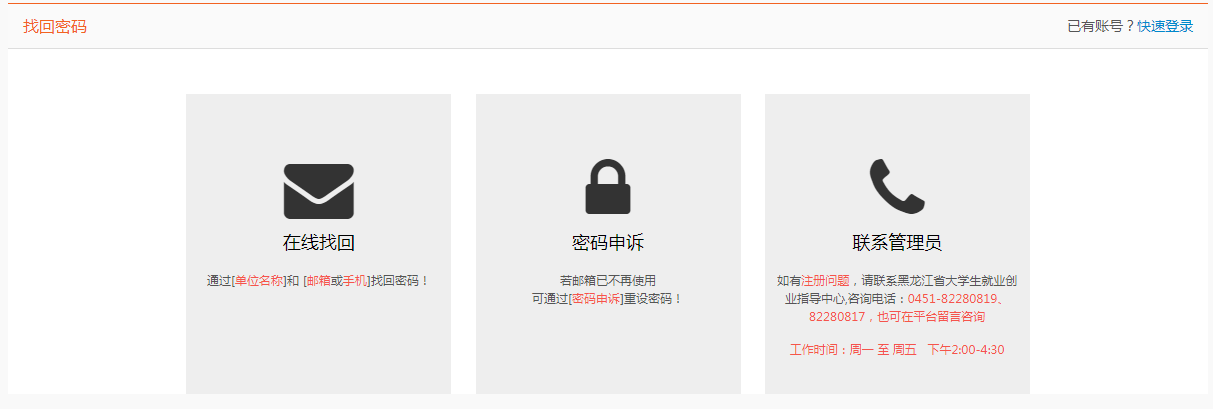 找回密码
已有账号？快速登录
在线找回
通过[单位名称]和 [邮箱或手机]找回密码！
密码申诉
若邮箱已不再使用
可通过[密码申诉]重设密码！
联系管理员
如有注册问题，请联系黑龙江省大学生就业创
业指导中心,咨询电话：0451-82280819、
82280817，也可在平台留言咨询
工作时间：周一 至 周五 下午2:00-4:30